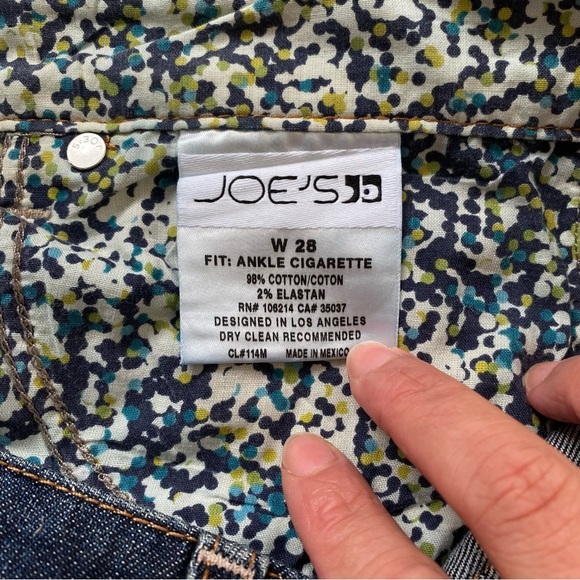 JOE'S
W 28
FIT: ANKLE CIGARETTE
98% COTTON/COTON
2% ELASTAN
RN# 106214 CA# 35037
DESIGNED IN LOS ANGELES
DRY CLEAN RECOMMENDED
CL#114M MADE IN MEXICO